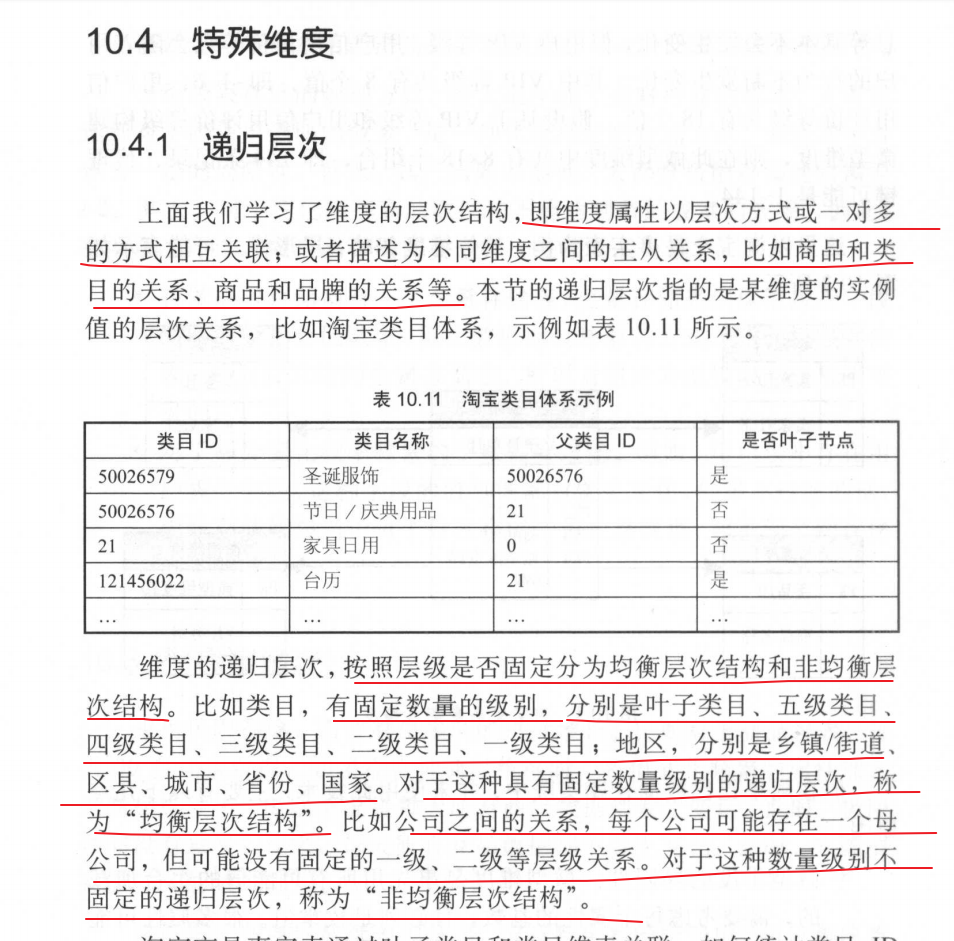 10.4 特殊维度
10.4.1 递归层次
上面我们学习了维度的层次结构，即维度属性以层次方式或一对多
的方式相互关联；或者描述为不同维度之间的主从关系，比如商品和类
目的关系、商品和品牌的关系等。本节的递归层次指的是某维度的实例
值的层次关系，比如淘宝类目体系，示例如表 10.11 所示。
表 10.11 淘宝类目体系示例
类目 ID 类目名称 父类目 ID 是否叶子节点
50026579 圣诞服饰 50026576 是
50026576 节日／庆典用品 21 否
21 家具日用 0 否
121456022 台历 21 是
… … … …
维度的递归层次，按照层级是否固定分为均衡层次结构和非均衡层
次结构。比如类目，有固定数量的级别，分别是叶子类目、五级类目、
四级类目、三级类目、二级类目、一级类目；地区，分别是乡镇/街道、
区县、城市、省份、国家。对于这种具有固定数量级别的递归层次，称
为“均衡层次结构”。比如公司之间的关系，每个公司可能存在一个母
公司，但可能没有固定的一级、二级等层级关系。对于这种数量级别不
固定的递归层次，称为“非均衡层次结构”。